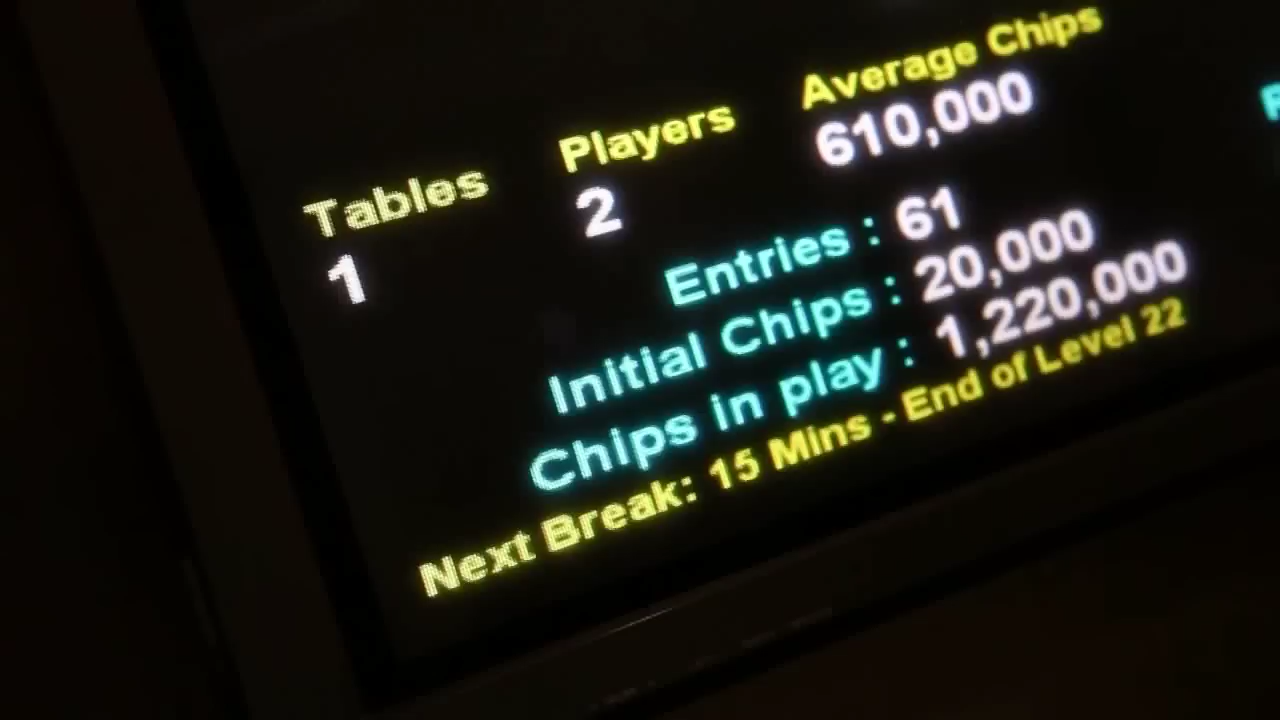 Tables Players Average Chips
1 2 610,000
Entries : 61
Initial Chips : 20,000
Chips in play : 1,220,000
Next Break: 15 Mins - End of Level 22